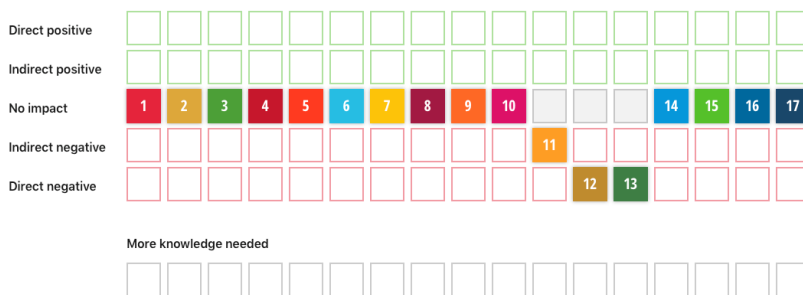 Direct positive
Indirect positive
No impact 1 2 3 4 5 6 7 8 9 10 14 15 16 17
Indirect negative 11
Direct negative 12 13
More knowledge needed